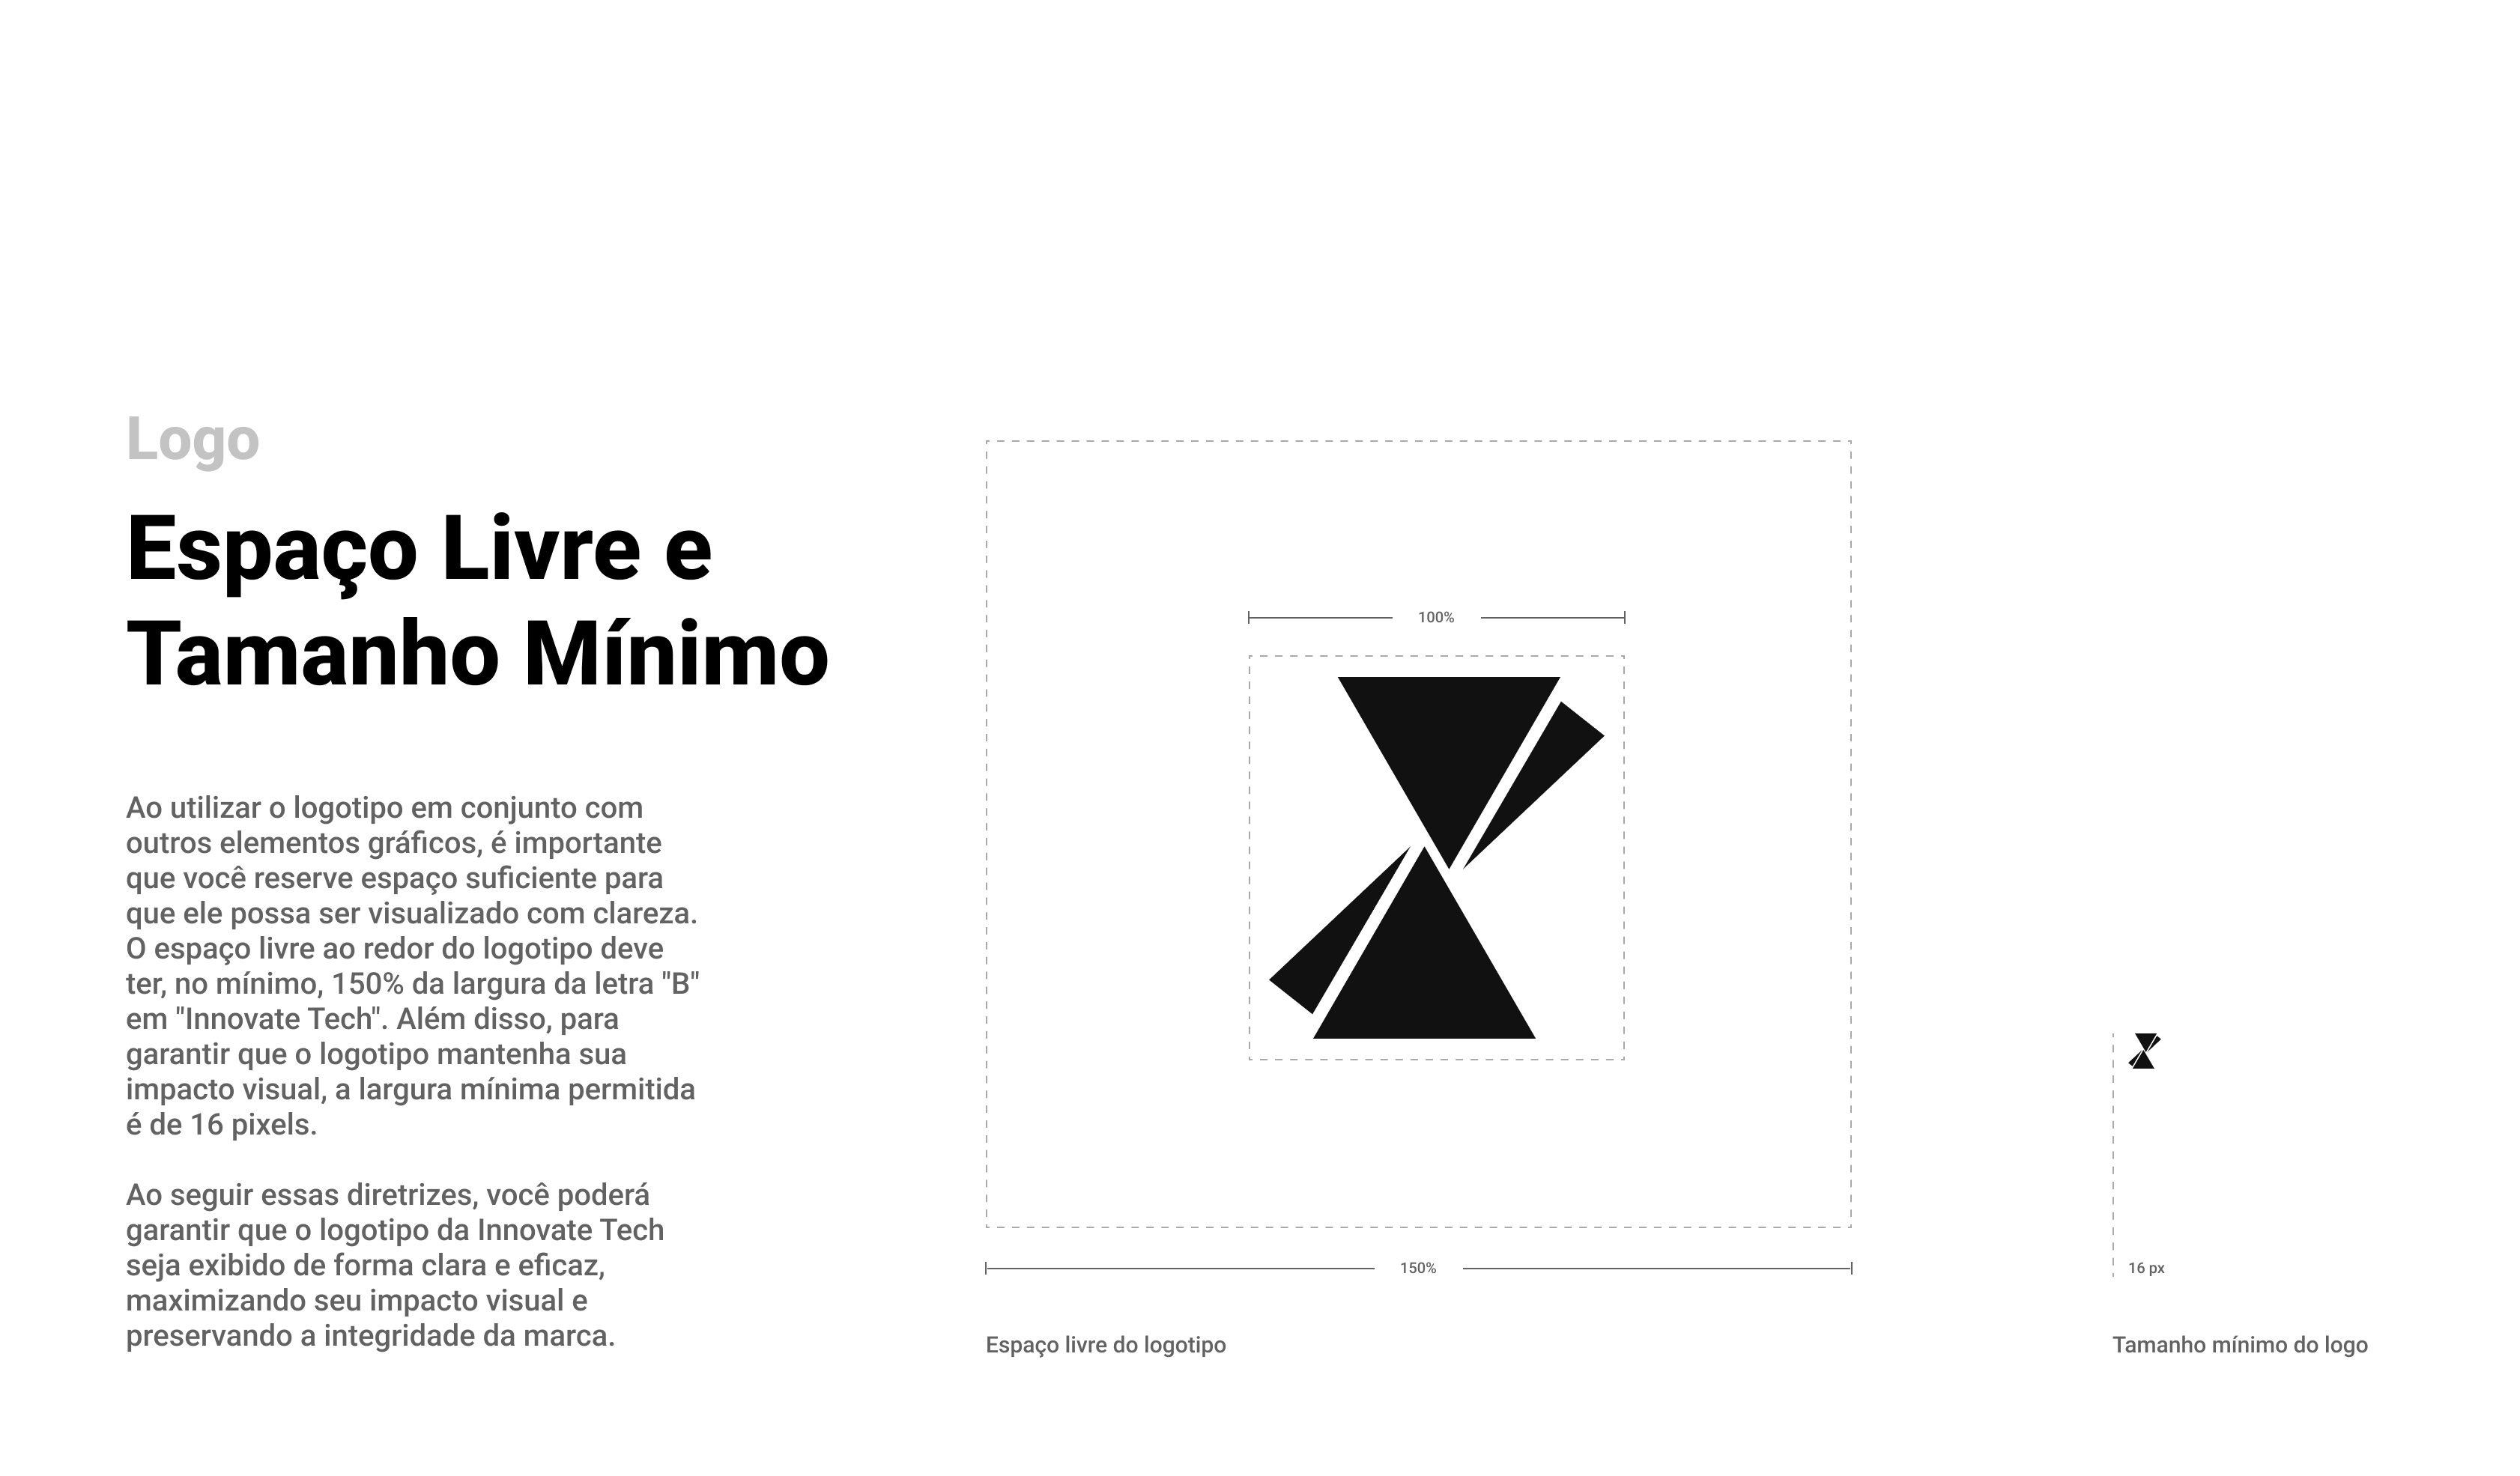 Logo
Espaço Livre e
Tamanho Mínimo
Ao utilizar o logotipo em conjunto com
outros elementos gráficos, é importante
que você reserve espaço suficiente para
que ele possa ser visualizado com clareza.
O espaço livre ao redor do logotipo deve
ter, no mínimo, 150% da largura da letra "B"
em "Innovate Tech". Além disso, para
garantir que o logotipo mantenha sua
impacto visual, a largura mínima permitida
é de 16 pixels.
Ao seguir essas diretrizes, você poderá
garantir que o logotipo da Innovate Tech
seja exibido de forma clara e eficaz,
maximizando seu impacto visual e
preservando a integridade da marca.
100%
150%
Espaço livre do logotipo
16 px
Tamanho mínimo do logo